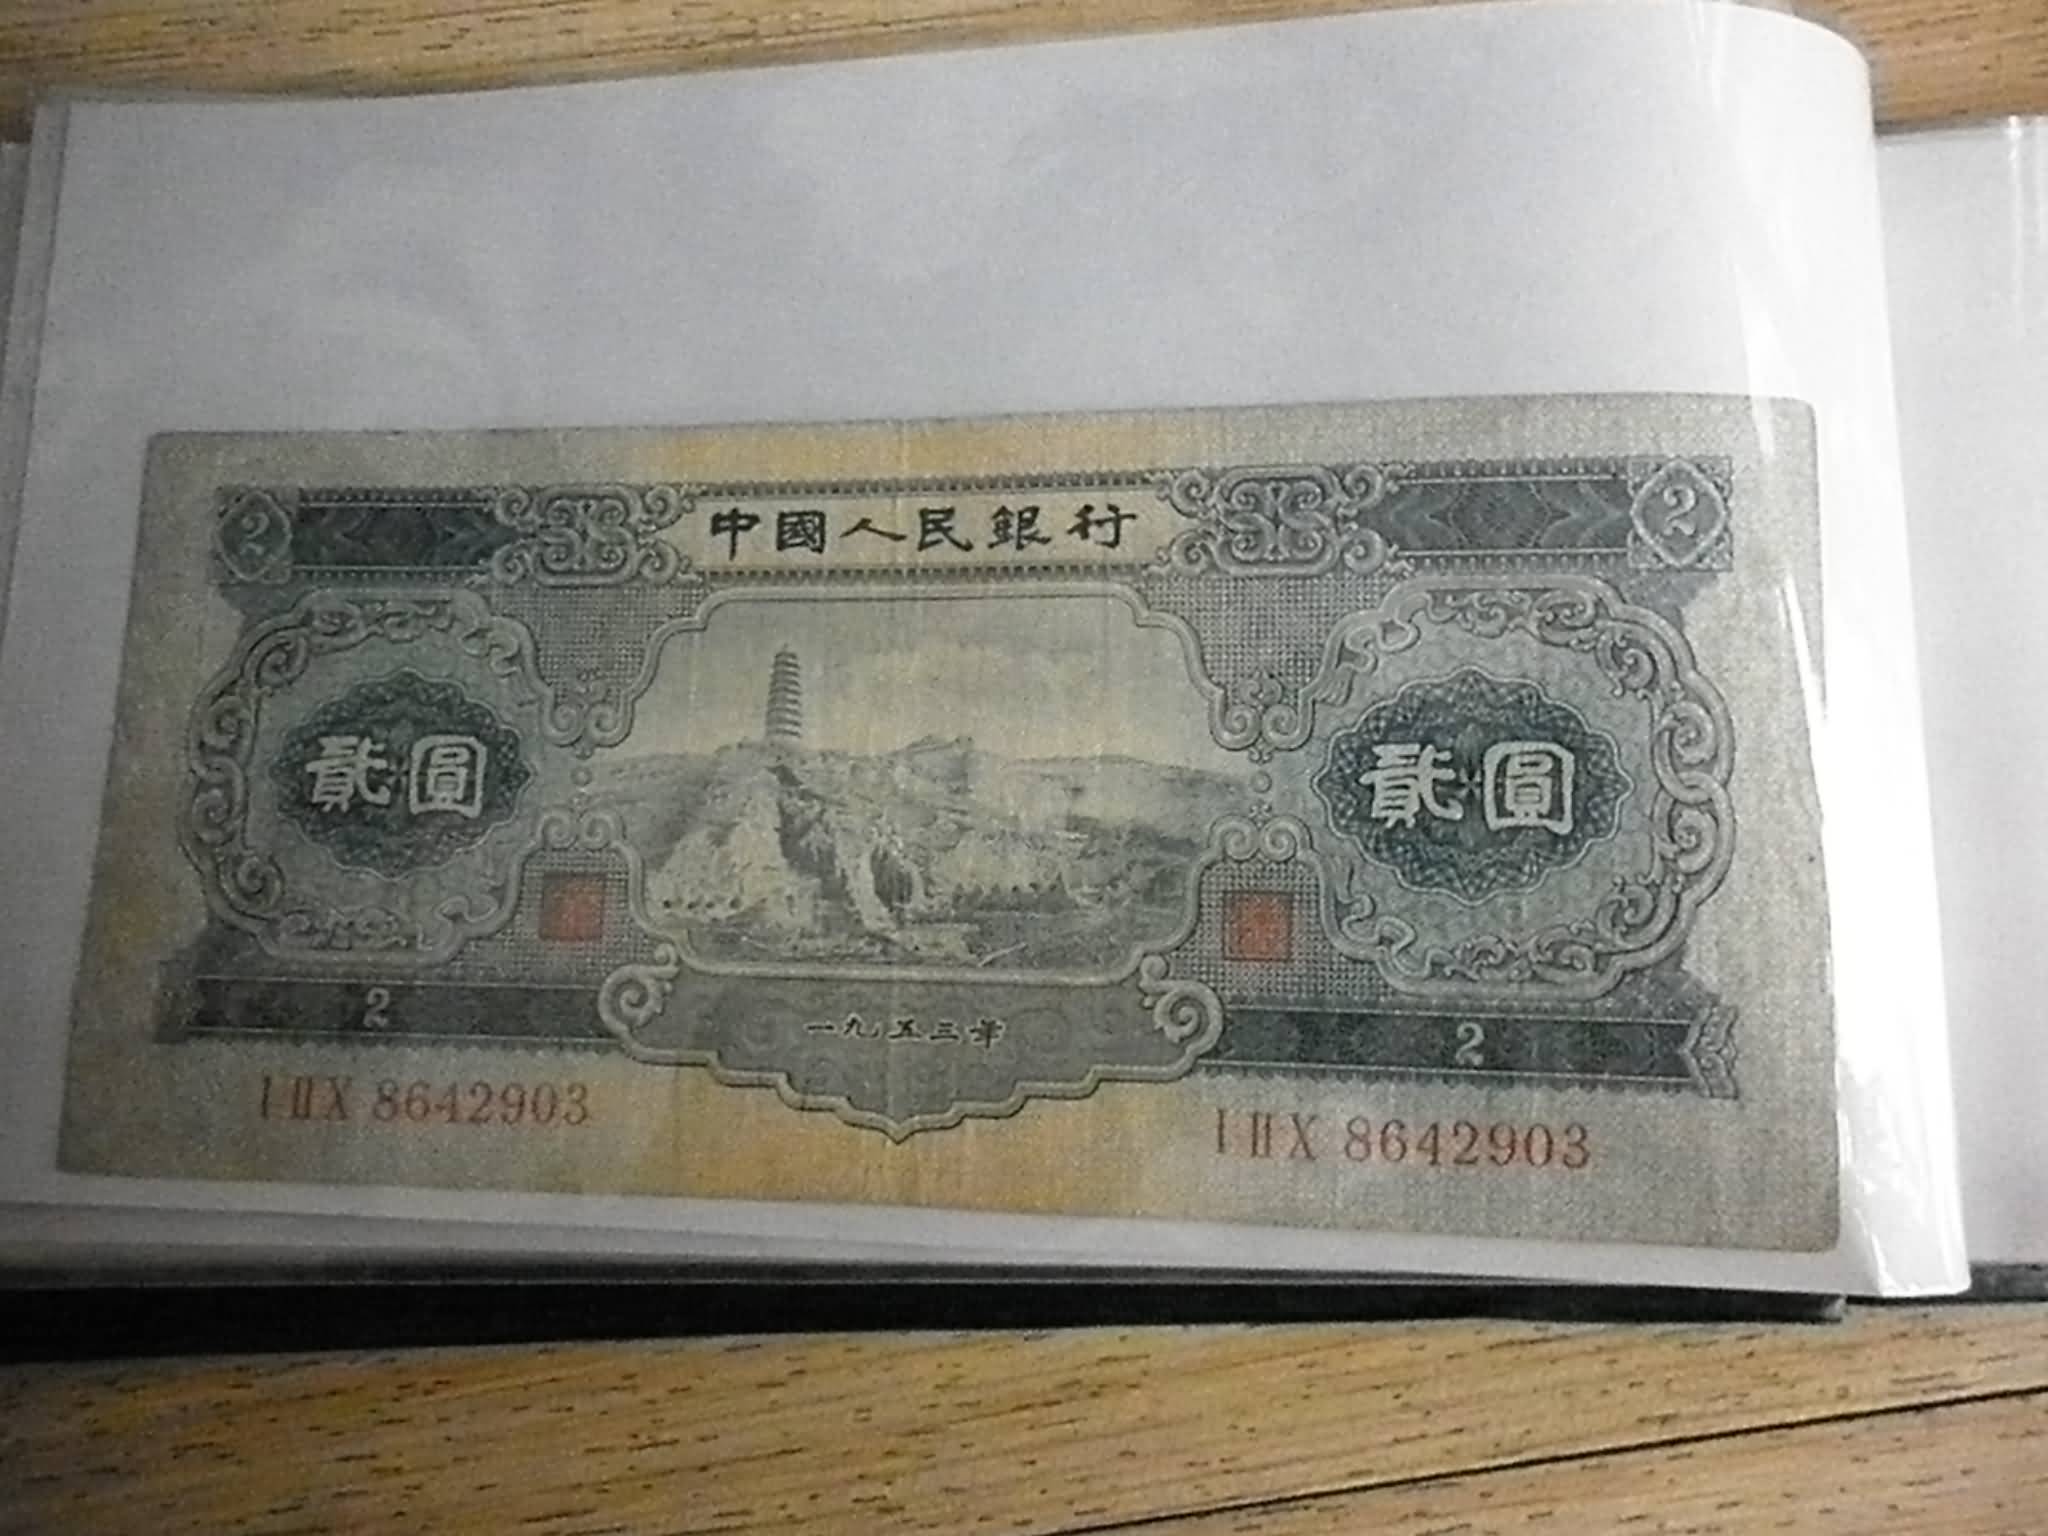 2 中國人民銀行 2
貳圓 貳圓
2 一九五三年 2
I II X 8642903 I II X 8642903